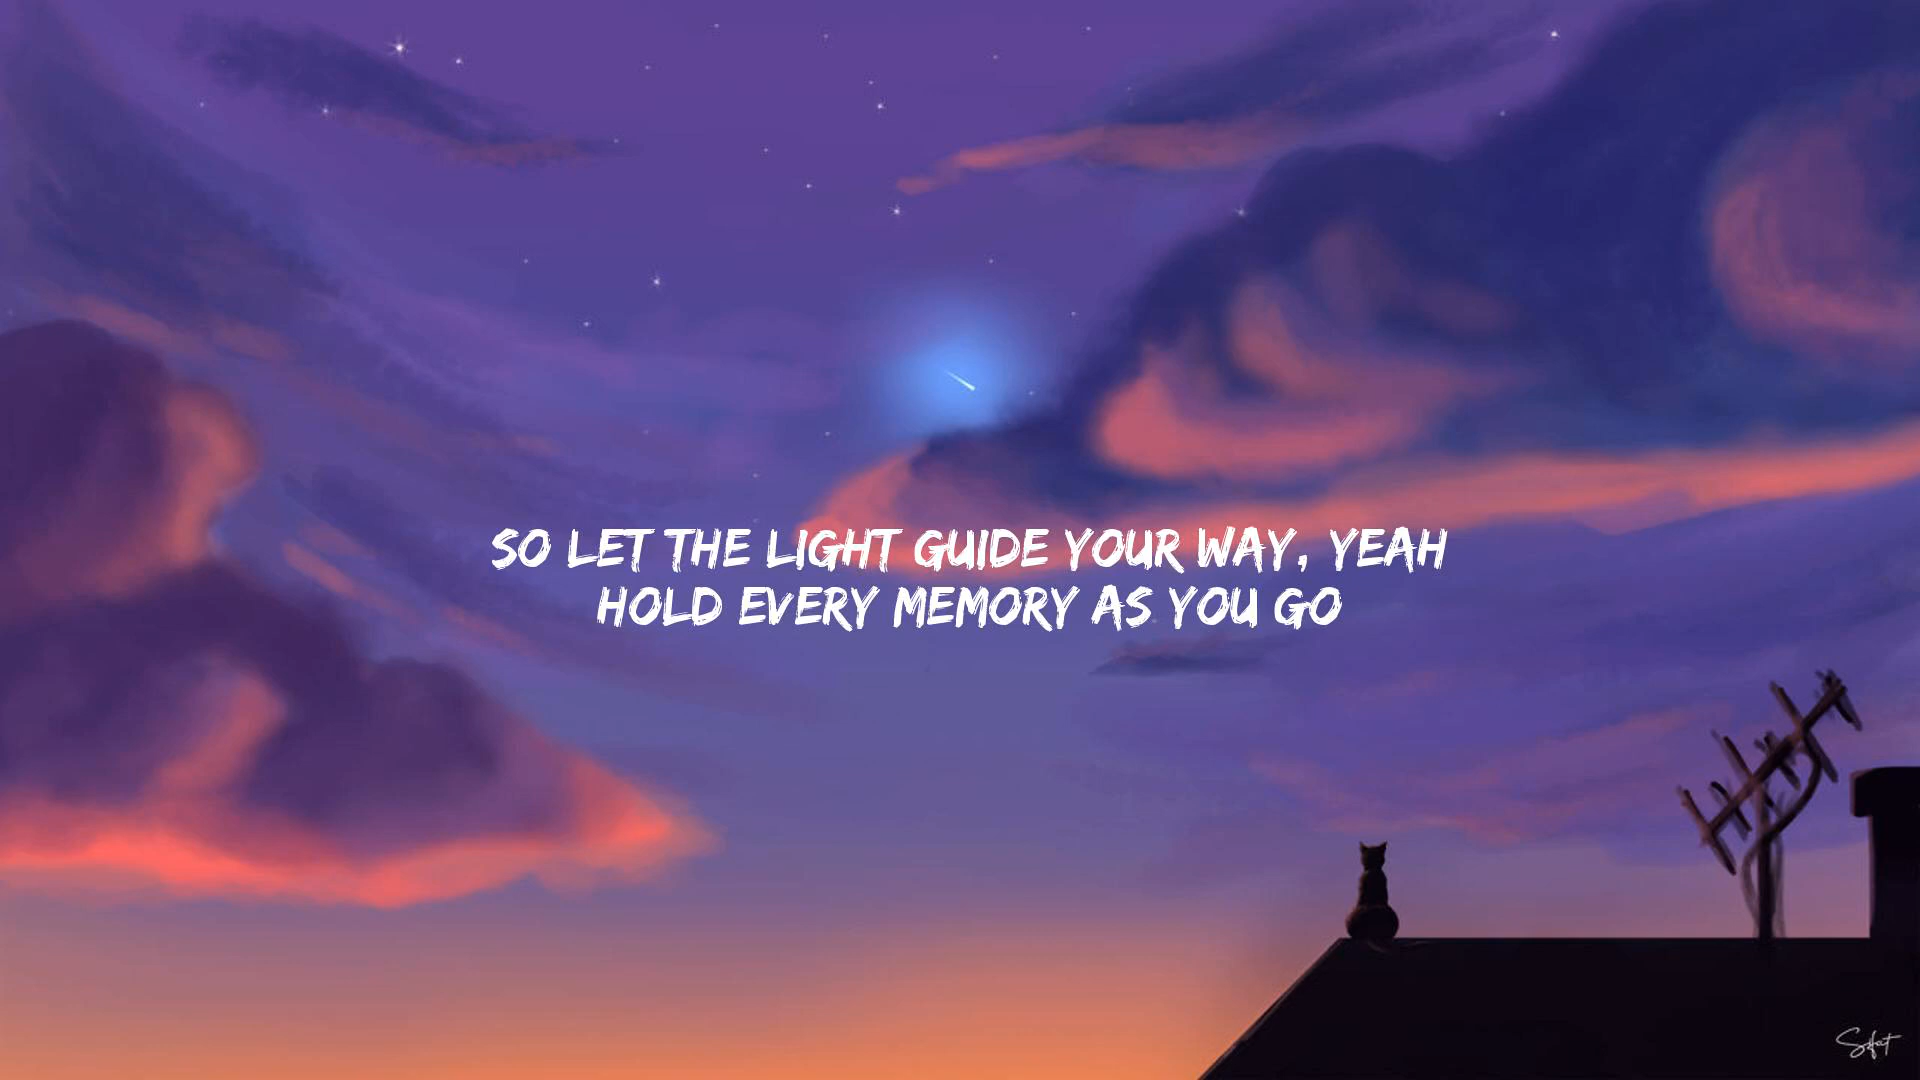 SO LET THE LIGHT GUIDE YOUR WAY, YEAH
HOLD EVERY MEMORY AS YOU GO